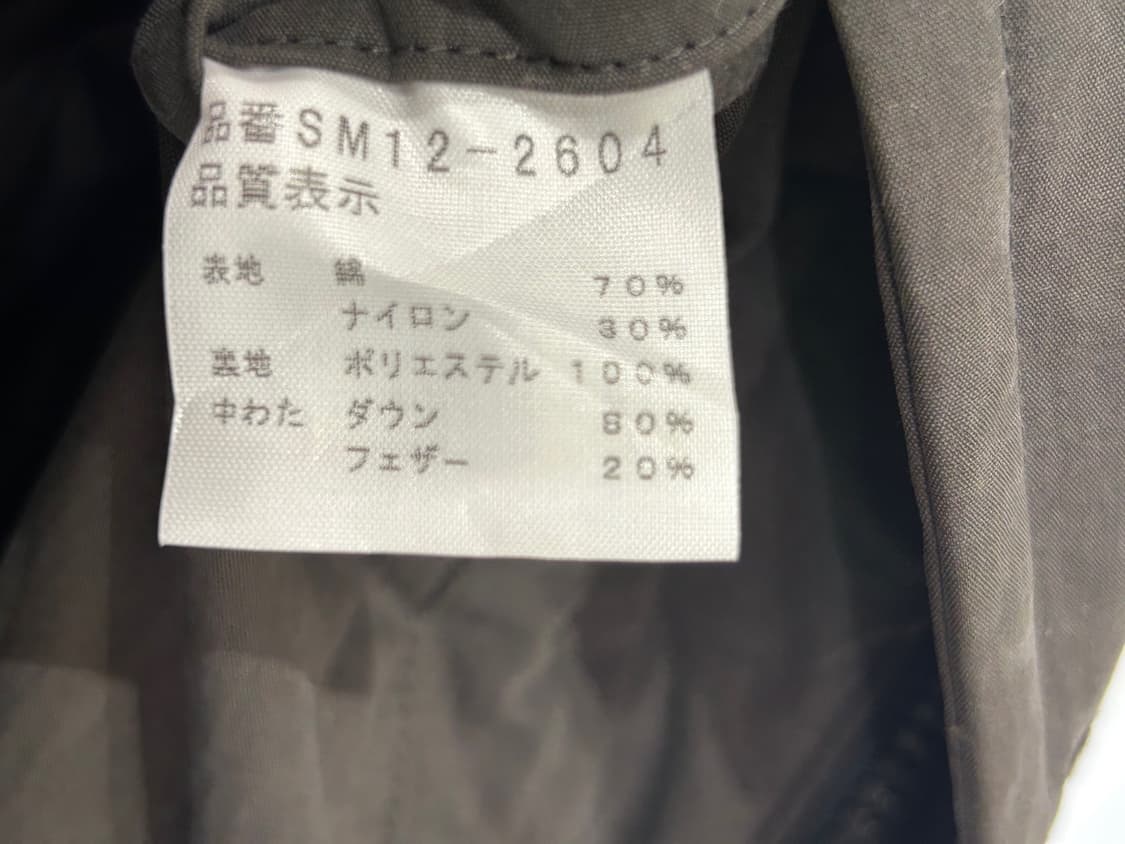 品番SM12-2604
品質表示
表地 綿 70%
ナイロン 30%
裏地 ポリエステル 100%
中わた ダウン 80%
フェザー 20%